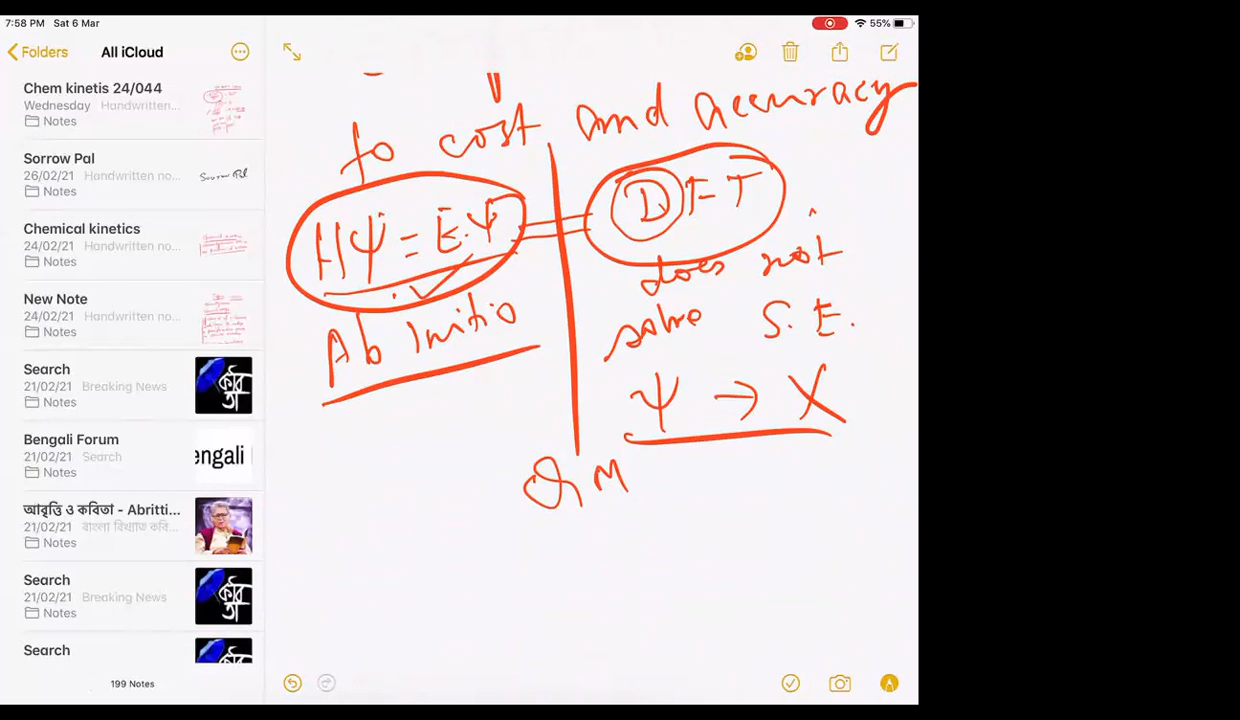 7:58 PM Sat 6 Mar
55%
Folders
All iCloud
Chem kinetis 24/044
Wednesday Handwritten...
Notes
Sorrow Pal
26/02/21 Handwritten no...
Notes
Sorrow Pal
Chemical kinetics
24/02/21 Handwritten no...
Notes
New Note
24/02/21 Handwritten no...
Notes
Search
21/02/21 Breaking News
Notes
Bengali Forum
21/02/21 Search
Notes
engali
আবৃত্তি ও কবিতা - Abritti...
21/02/21 বাংলা বিখ্যাত কবি...
Notes
Search
21/02/21 Breaking News
Notes
Search
199 Notes
to cost and accuracy
HΨ = E.Ψ
Ab Initio
DFT
does not
solve S.E.
Ψ → X
QM